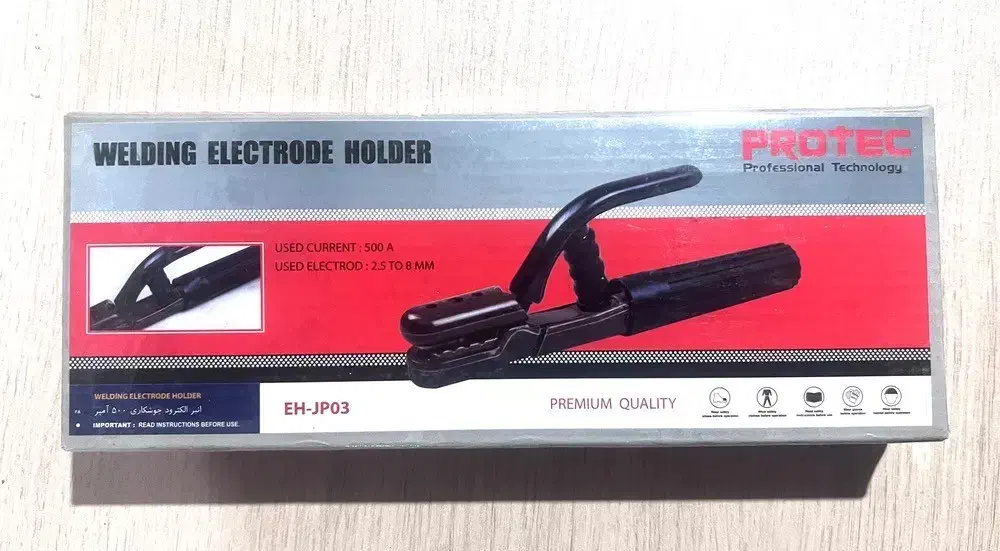 WELDING ELECTRODE HOLDER
PROTEC
Professional Technology
USED CURRENT : 500 A
USED ELECTROD : 2.5 TO 8 MM
WELDING ELECTRODE HOLDER
انبر الکترود جوشکاری ۵۰۰ آمپر
IMPORTANT : READ INSTRUCTIONS BEFORE USE.
EH-JP03
PREMIUM QUALITY